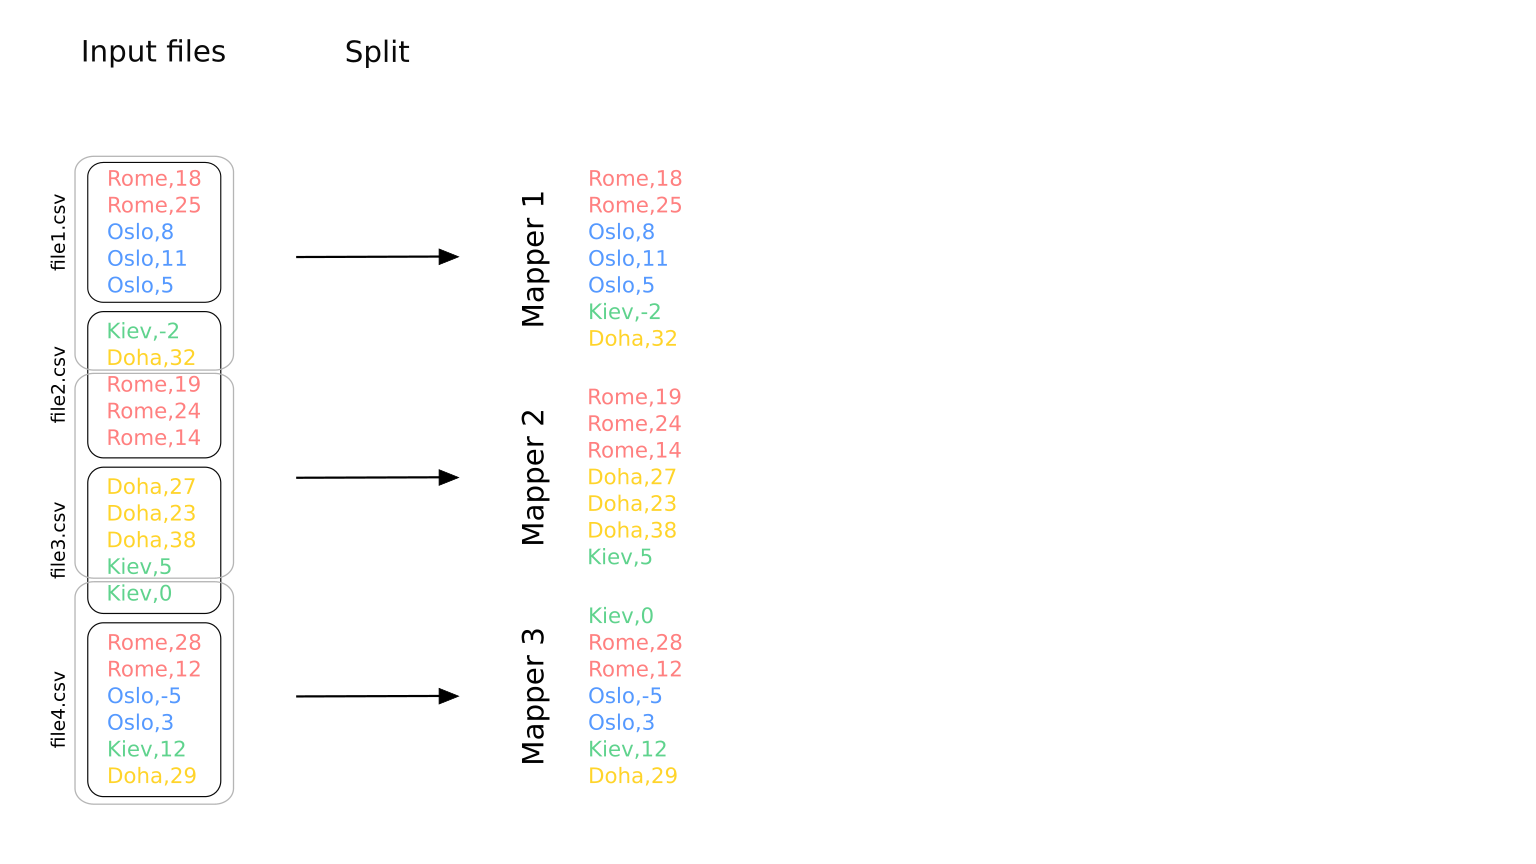 Input files
Split
file1.csv
Rome,18
Rome,25
Oslo,8
Oslo,11
Oslo,5
file2.csv
Kiev,-2
Doha,32
Rome,19
Rome,24
Rome,14
file3.csv
Doha,27
Doha,23
Doha,38
Kiev,5
Kiev,0
file4.csv
Rome,28
Rome,12
Oslo,-5
Oslo,3
Kiev,12
Doha,29
Mapper 1
Rome,18
Rome,25
Oslo,8
Oslo,11
Oslo,5
Kiev,-2
Doha,32
Mapper 2
Rome,19
Rome,24
Rome,14
Doha,27
Doha,23
Doha,38
Kiev,5
Mapper 3
Kiev,0
Rome,28
Rome,12
Oslo,-5
Oslo,3
Kiev,12
Doha,29